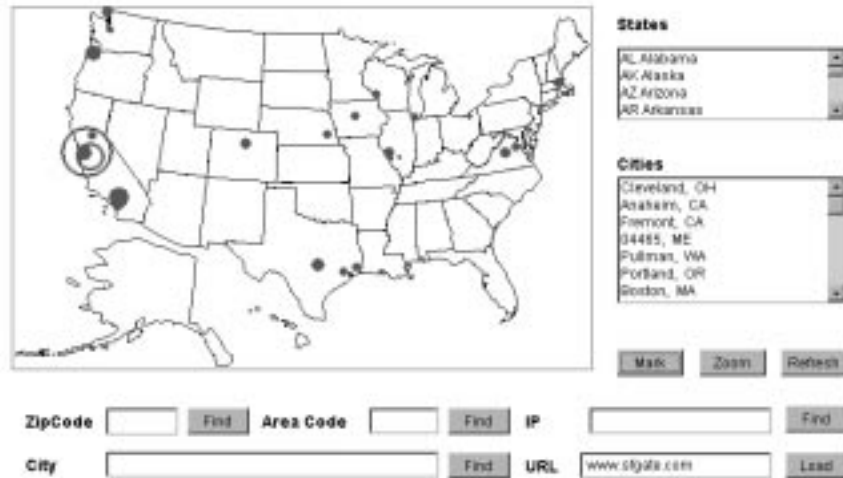 States
AL Alabama
AK Alaska
AZ Arizona
AR Arkansas
Cities
Cleveland, OH
Anaheim, CA
Fremont, CA
04465, ME
Pullman, WA
Portland, OR
Boston, MA
Mark Zoom Refresh
ZipCode Find Area Code Find IP Find
City Find URL www.sfgate.com Load